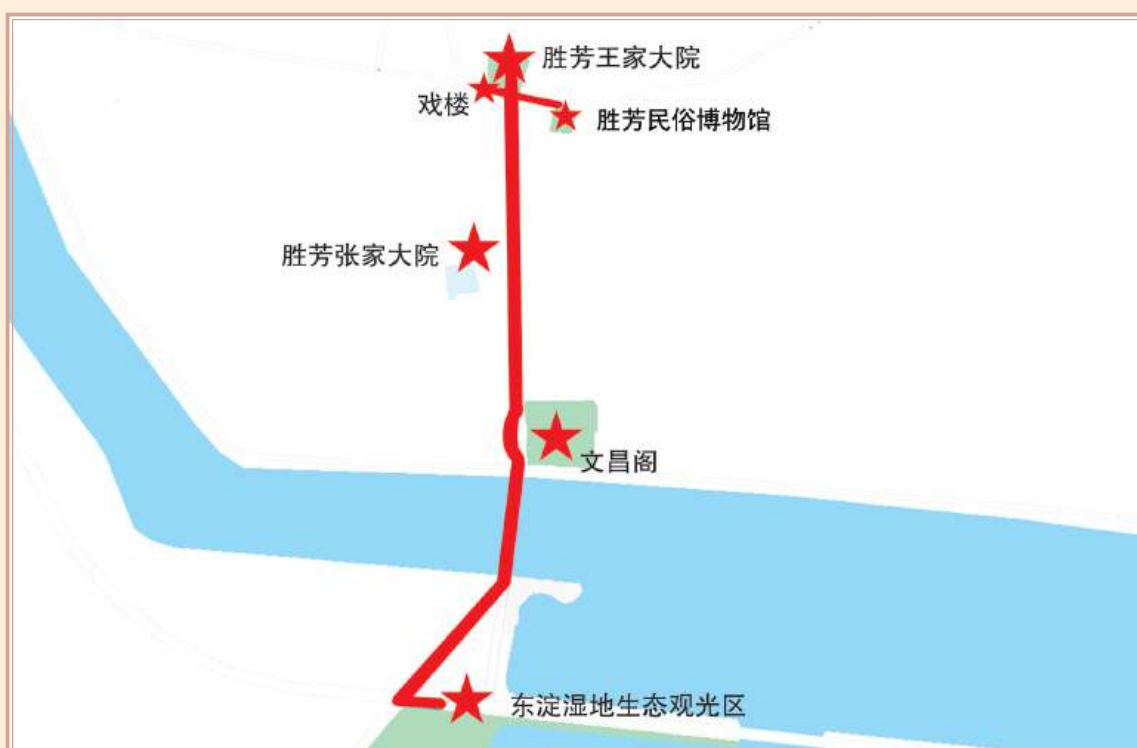 胜芳王家大院
戏楼
胜芳民俗博物馆
胜芳张家大院
文昌阁
东淀湿地生态观光区